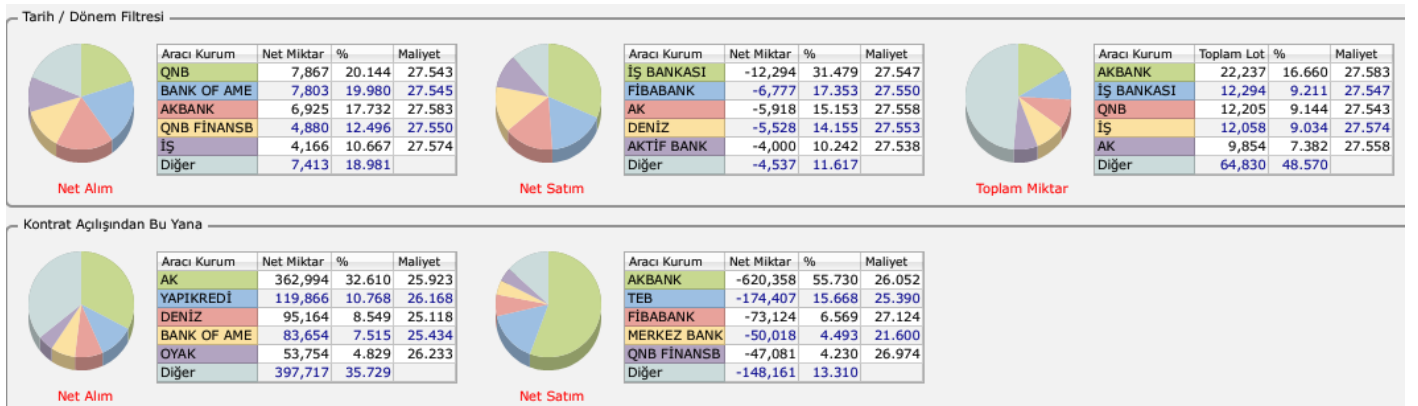 Tarih / Dönem Filtresi
Aracı Kurum Net Miktar % Maliyet
QNB 7,867 20.144 27.543
BANK OF AME 7,803 19.980 27.545
AKBANK 6,925 17.732 27.583
QNB FİNANSB 4,880 12.496 27.550
İŞ 4,166 10.667 27.574
Diğer 7,413 18.981
Net Alım
Aracı Kurum Net Miktar % Maliyet
İŞ BANKASI -12,294 31.479 27.547
FİBABANK -6,777 17.353 27.550
AK -5,918 15.153 27.558
DENİZ -5,528 14.155 27.553
AKTİF BANK -4,000 10.242 27.538
Diğer -4,537 11.617
Net Satım
Aracı Kurum Toplam Lot % Maliyet
AKBANK 22,237 16.660 27.583
İŞ BANKASI 12,294 9.211 27.547
QNB 12,205 9.144 27.543
İŞ 12,058 9.034 27.574
AK 9,854 7.382 27.558
Diğer 64,830 48.570
Toplam Miktar
Kontrat Açılışından Bu Yana
Aracı Kurum Net Miktar % Maliyet
AK 362,994 32.610 25.923
YAPIKREDİ 119,866 10.768 26.168
DENİZ 95,164 8.549 25.118
BANK OF AME 83,654 7.515 25.434
OYAK 53,754 4.829 26.233
Diğer 397,717 35.729
Net Alım
Aracı Kurum Net Miktar % Maliyet
AKBANK -620,358 55.730 26.052
TEB -174,407 15.668 25.390
FİBABANK -73,124 6.569 27.124
MERKEZ BANK -50,018 4.493 21.600
QNB FİNANSB -47,081 4.230 26.974
Diğer -148,161 13.310
Net Satım